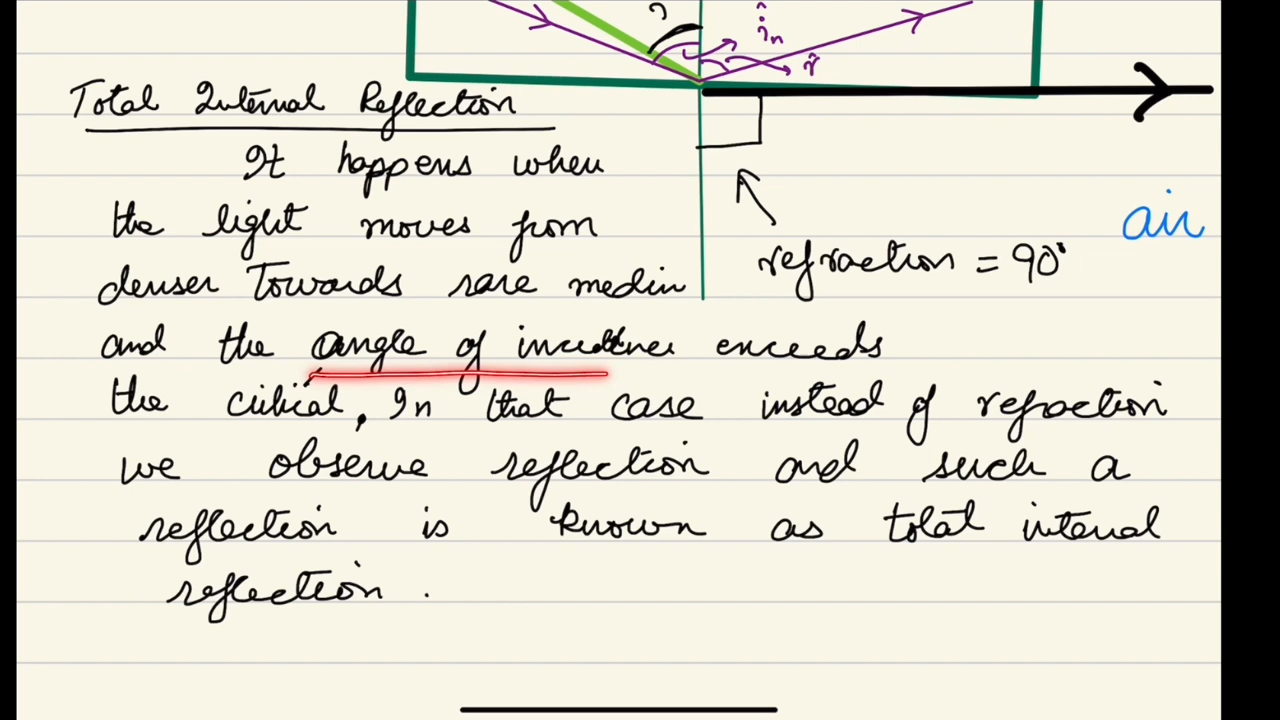 i
i n
r
Total Internal Reflection
It happens when
the light moves from
air
refraction = 90°
denser Towards rare medium
and the angle of incidence exceeds
the critical, In that case instead of refraction
we observe reflection and such a
reflection is known as total internal
reflection.